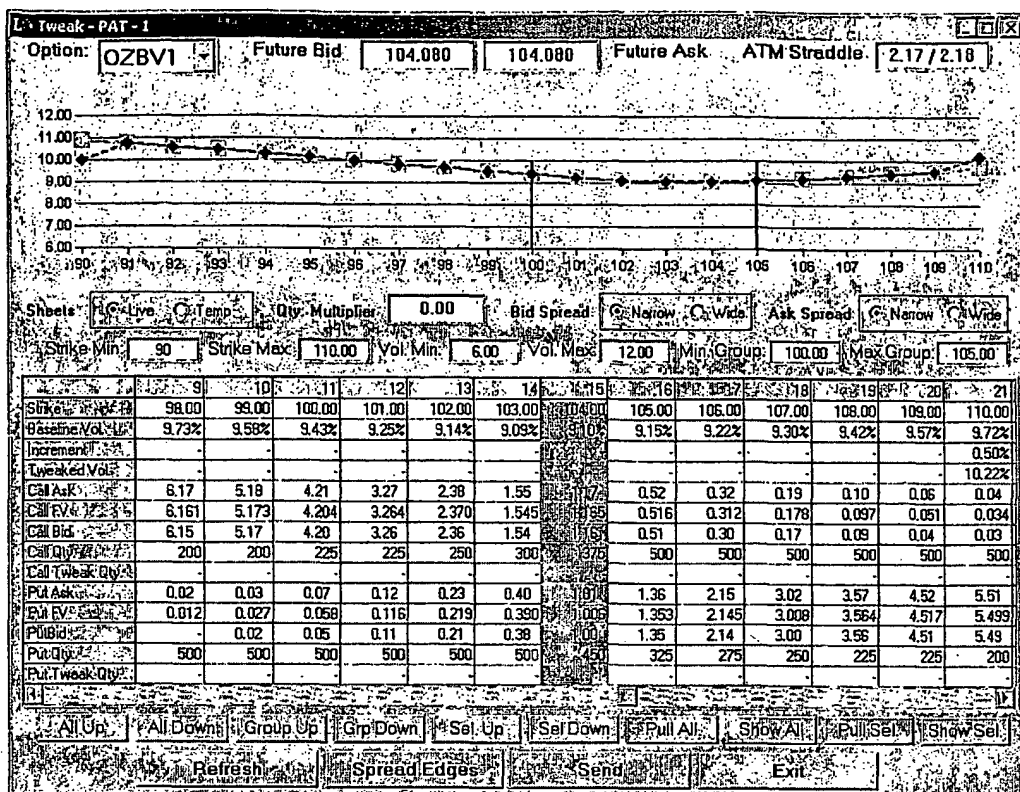 Tweak - PAT - 1
Option: OZBV1 Future Bid 104.080 104.080 Future Ask ATM Straddle 2.17 / 2.18
12.00
11.00
10.00
9.00
8.00
7.00
6.00
90 91 92 93 94 95 96 97 98 99 100 101 102 103 104 105 106 107 108 109 110
Sheets Live Temp Qty. Multiplier 0.00 Bid Spread Narrow Wide Ask Spread Narrow Wide
Strike Min: 90 Strike Max 110.00 Vol. Min: 6.00 Vol. Max 12.00 Min. Group: 100.00 Max Group: 105.00
9 10 11 12 13 14 15 16 17 18 19 20 21
Strike 98.00 99.00 100.00 101.00 102.00 103.00 104.00 105.00 106.00 107.00 108.00 109.00 110.00
Baseline Vol. 9.73% 9.58% 9.43% 9.25% 9.14% 9.09% 9.15% 9.22% 9.30% 9.42% 9.57% 9.72%
Increment - - - - - - - - - - - 0.50%
Tweaked Vol. - - - - - - - - - - - 10.22%
Call Ask 6.17 5.18 4.21 3.27 2.38 1.55 0.52 0.32 0.19 0.10 0.06 0.04
Call F.V. 6.161 5.173 4.204 3.264 2.370 1.545 0.516 0.312 0.178 0.097 0.051 0.034
Call Bid 6.15 5.17 4.20 3.26 2.36 1.54 0.51 0.30 0.17 0.09 0.04 0.03
Call Qty 200 200 225 225 250 300 375 500 500 500 500 500 500
Call Tweak Qty - - - - - - - - - - - -
Put Ask 0.02 0.03 0.07 0.12 0.23 0.40 1.36 2.15 3.02 3.57 4.52 5.51
Put F.V. 0.012 0.027 0.058 0.116 0.219 0.390 1.353 2.145 3.008 3.564 4.517 5.499
Put Bid - 0.02 0.05 0.11 0.21 0.38 1.35 2.14 3.00 3.56 4.51 5.49
Put Qty 500 500 500 500 500 500 450 325 275 250 225 225 200
Put Tweak Qty - - - - - - - - - - - -
All Up All Down Group Up Grp Down Sel. Up Sel Down Pull All Show All Pull Sel Show Sel
Refresh Spread Edges Send Exit